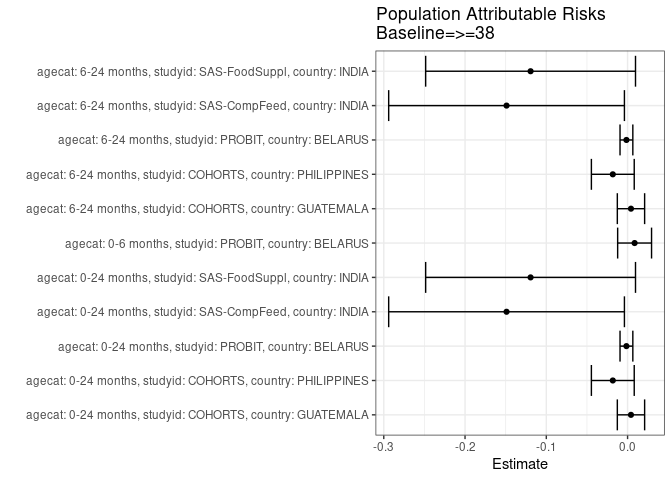 Population Attributable Risks
Baseline=>=38
agecat: 6-24 months, studyid: SAS-FoodSuppl, country: INDIA
agecat: 6-24 months, studyid: SAS-CompFeed, country: INDIA
agecat: 6-24 months, studyid: PROBIT, country: BELARUS
agecat: 6-24 months, studyid: COHORTS, country: PHILIPPINES
agecat: 6-24 months, studyid: COHORTS, country: GUATEMALA
agecat: 0-6 months, studyid: PROBIT, country: BELARUS
agecat: 0-24 months, studyid: SAS-FoodSuppl, country: INDIA
agecat: 0-24 months, studyid: SAS-CompFeed, country: INDIA
agecat: 0-24 months, studyid: PROBIT, country: BELARUS
agecat: 0-24 months, studyid: COHORTS, country: PHILIPPINES
agecat: 0-24 months, studyid: COHORTS, country: GUATEMALA
-0.3 -0.2 -0.1 0.0
Estimate